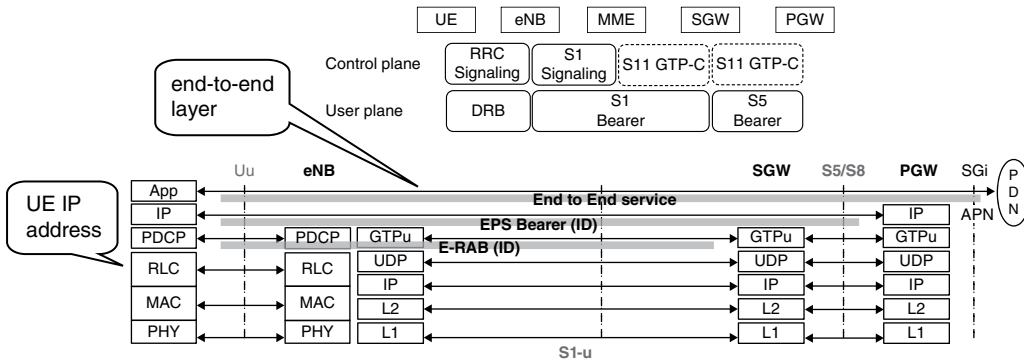 UE eNB MME SGW PGW
Control plane
RRC Signaling
S1 Signaling
S11 GTP-C
S11 GTP-C
User plane
DRB
S1 Bearer
S5 Bearer
end-to-end
layer
UE IP
address
Uu eNB SGW S5/S8 PGW SGi
PDN
App
End to End service
IP IP APN
EPS Bearer (ID)
PDCP PDCP GTPu GTPu GTPu
E-RAB (ID)
RLC RLC UDP UDP UDP
IP IP IP
MAC MAC L2 L2 L2
PHY PHY L1 L1 L1
S1-u